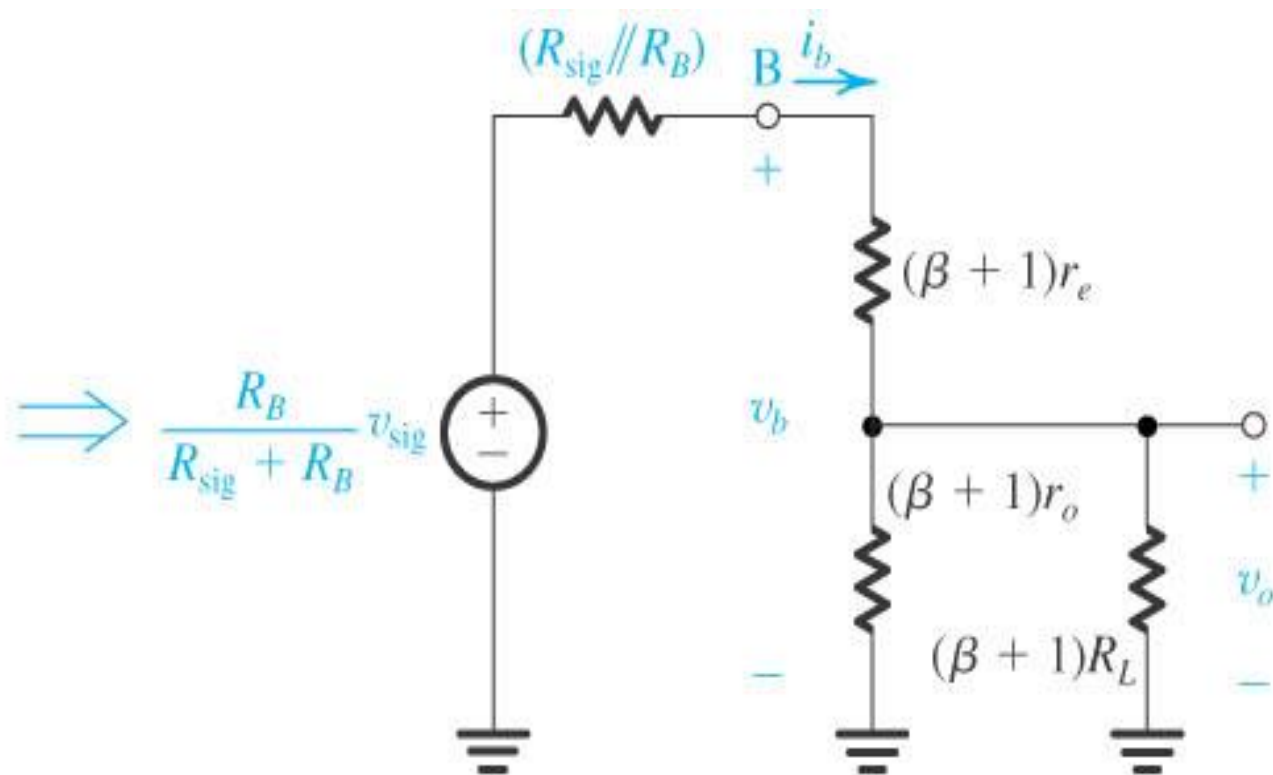 (R_sig//R_B) B i_b
+
(β + 1)r_e
R_B
R_sig + R_B
v_sig
+
−
v_b
(β + 1)r_o
+
v_o
(β + 1)R_L
−
−